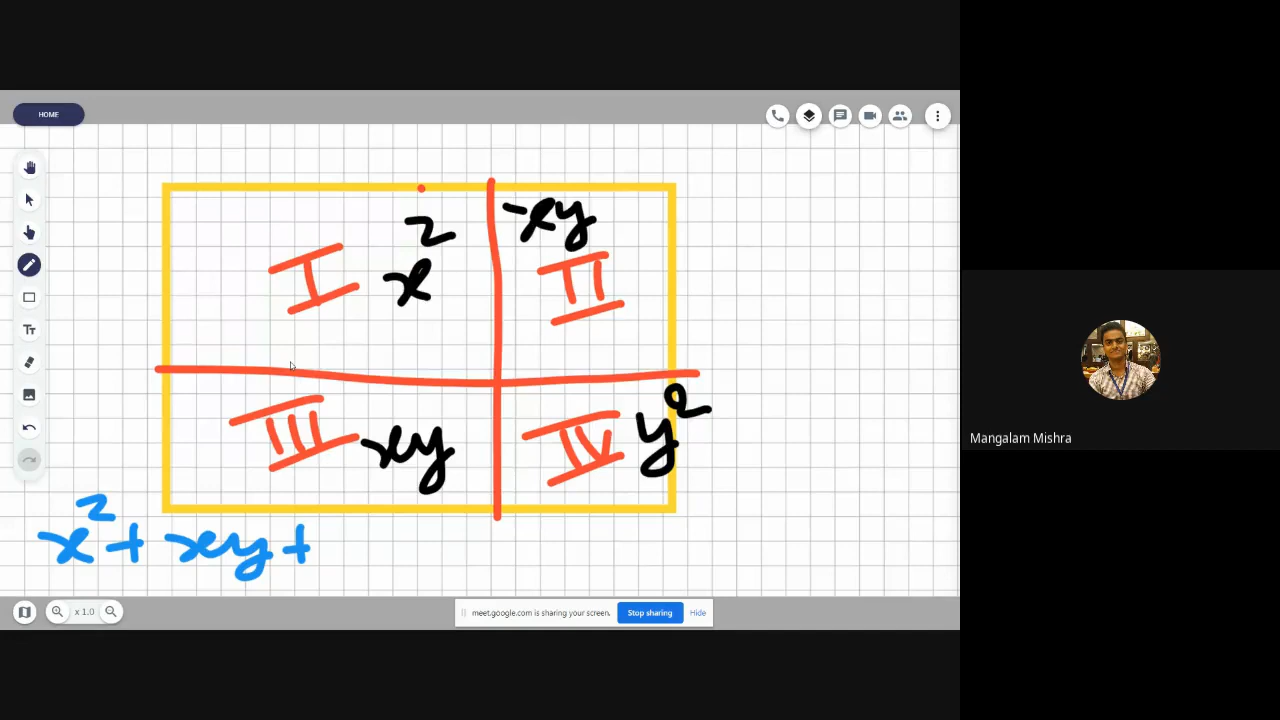 HOME
x² -xy
I II
III xy IV y²
x² + xy +
x 1.0
meet.google.com is sharing your screen. Stop sharing Hide
Tт
Mangalam Mishra